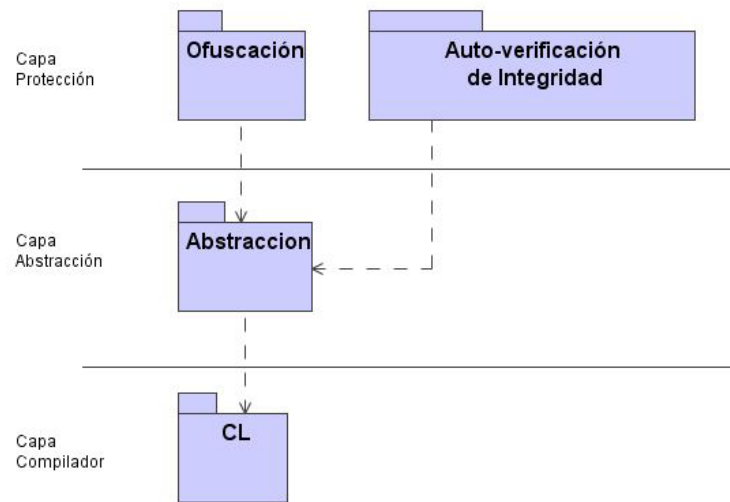 Capa
Protección
Ofuscación
Auto-verificación
de Integridad
Capa
Abstracción
Abstraccion
Capa
Compilador
CL